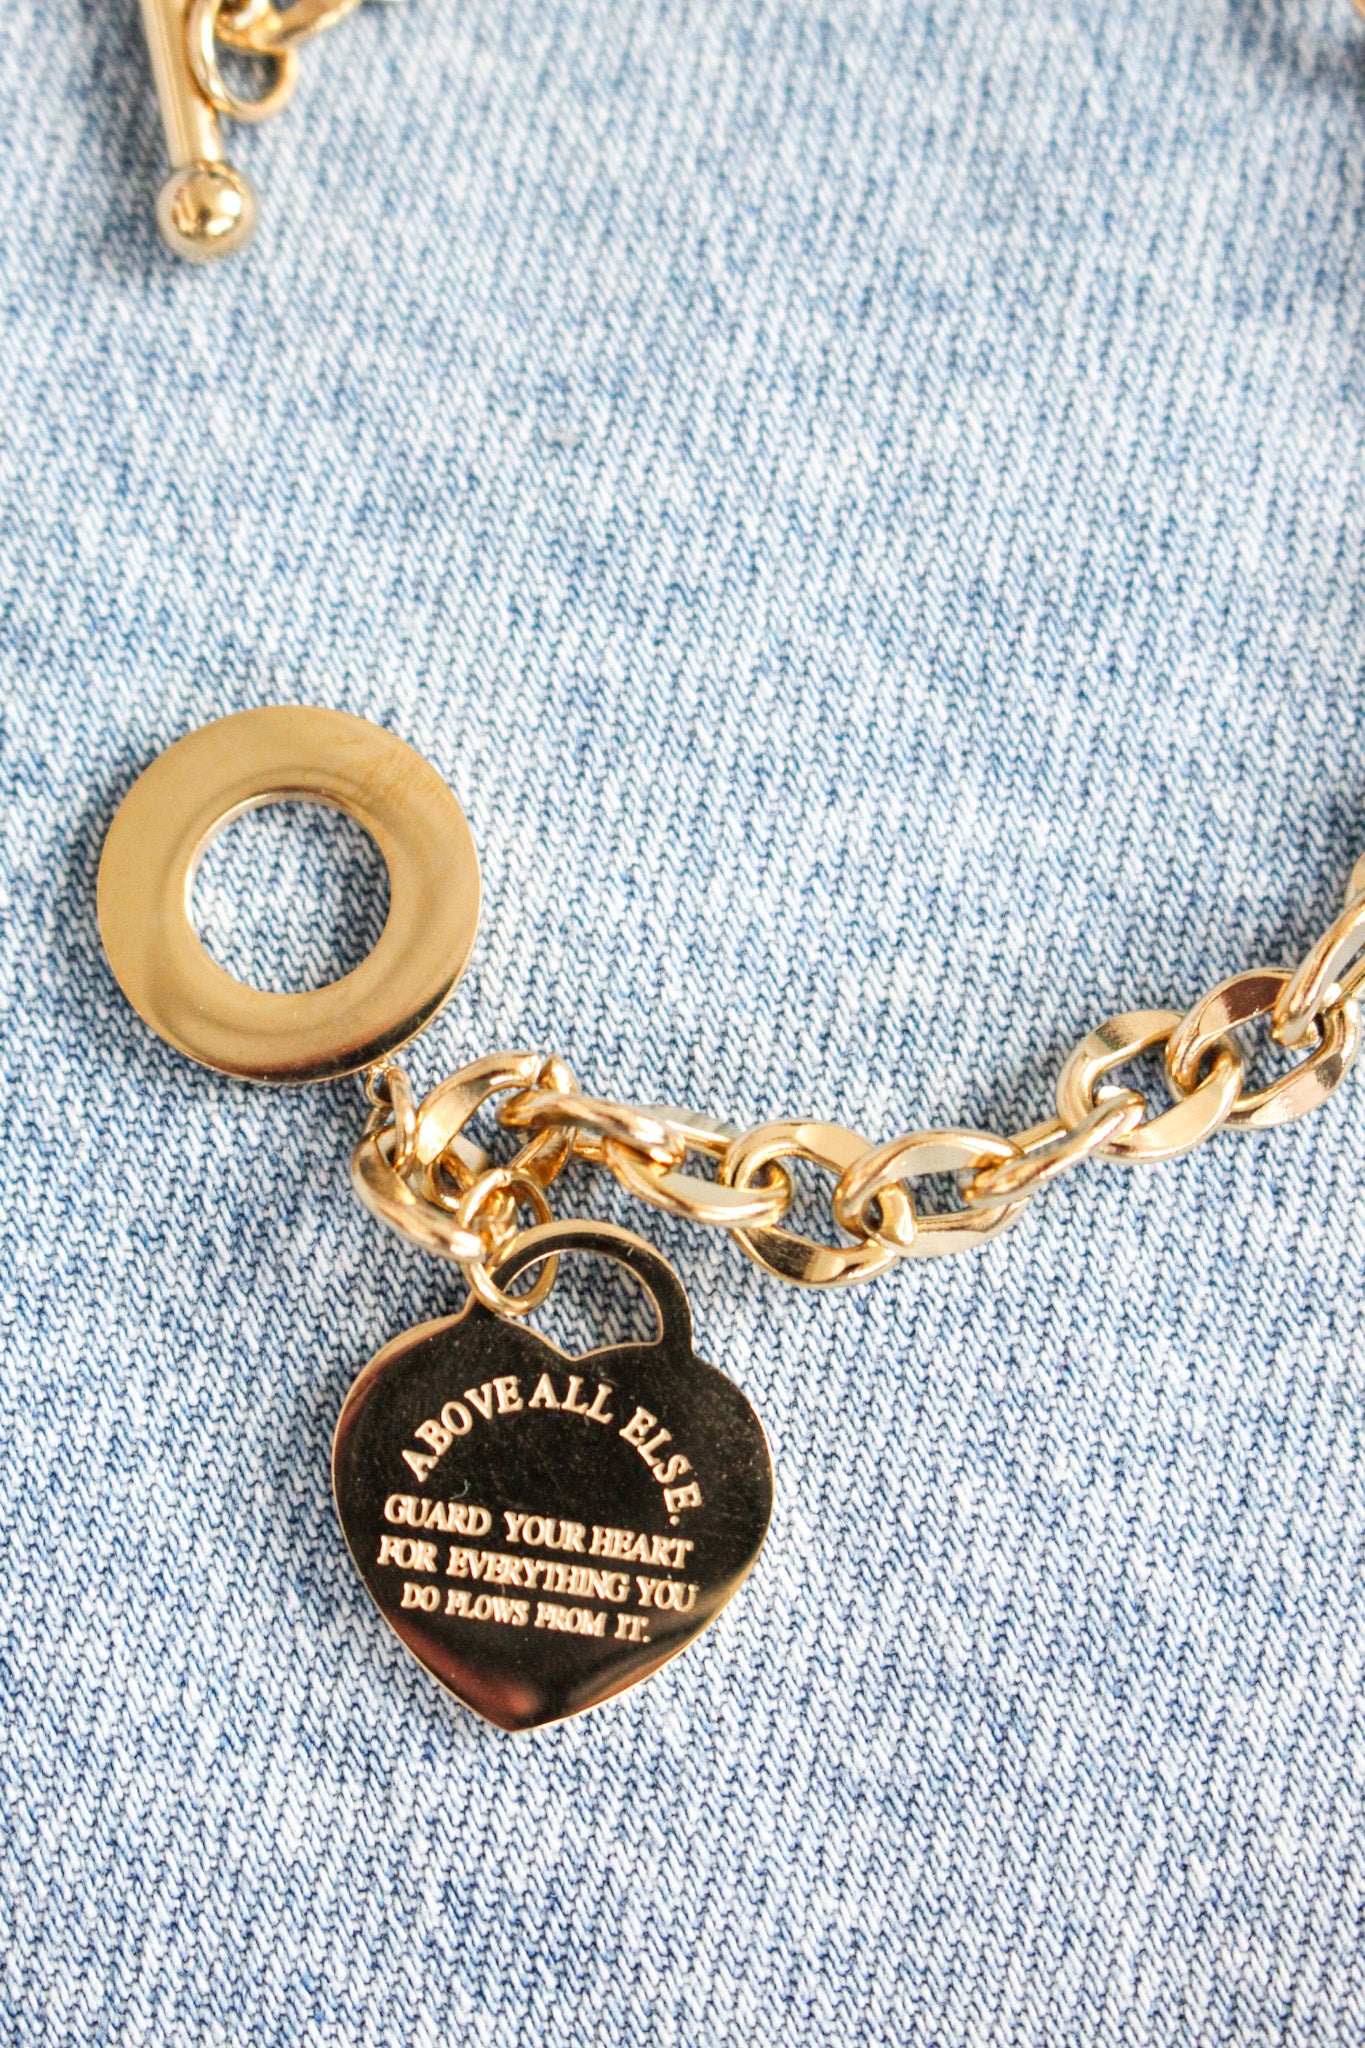 ABOVE ALL ELSE.
GUARD YOUR HEART
FOR EVERYTHING YOU
DO FLOWS FROM IT.